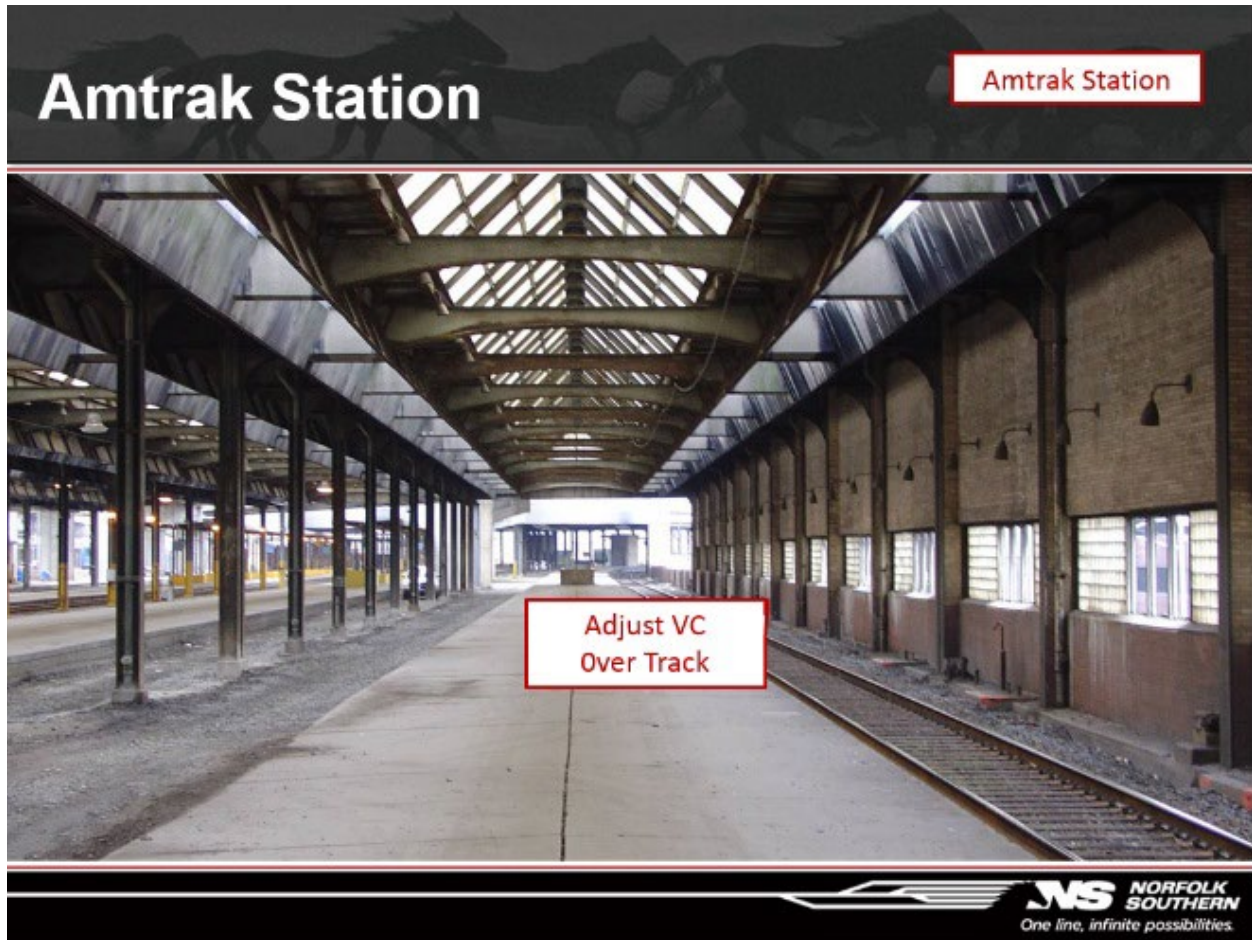 Amtrak Station
Amtrak Station
Adjust VC
0ver Track
NS NORFOLK
SOUTHERN
One line, infinite possibilities.